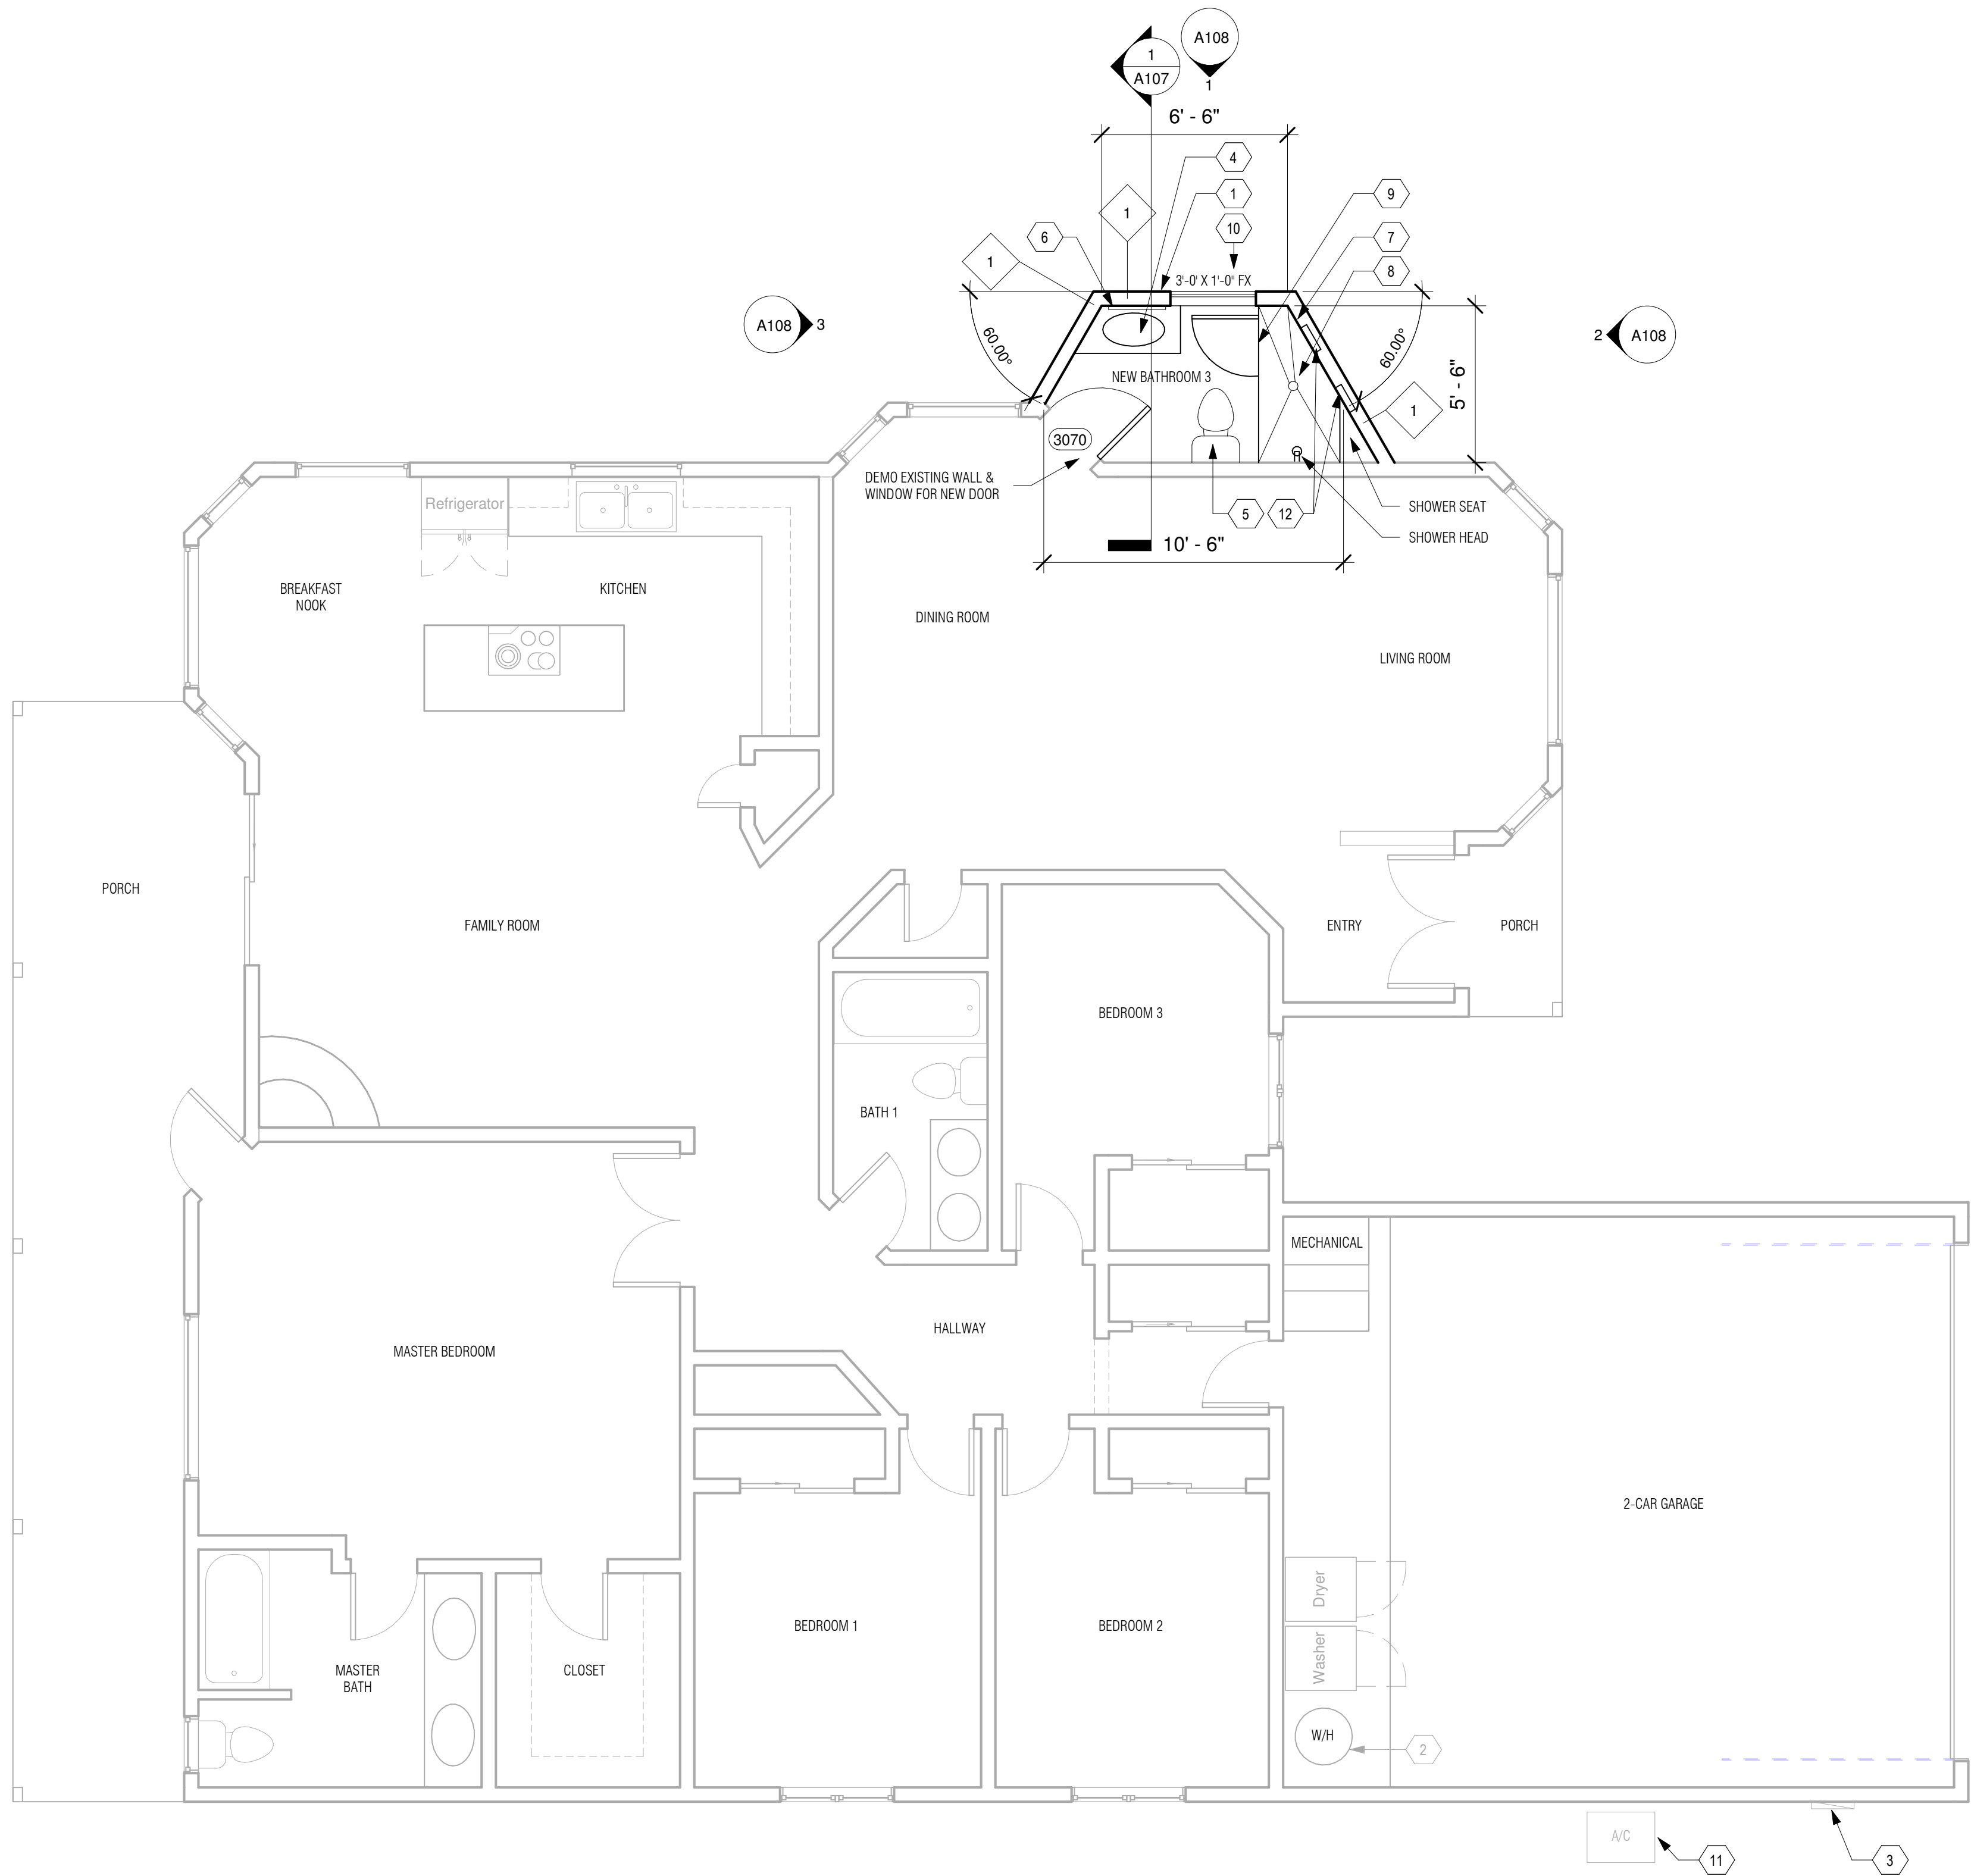 1
A107
A108
1
6' - 6"
4
1
9
1
10
6
7
1
8
3'-0' X 1'-0" FX
A108
3
60.00°
60.00°
2
A108
NEW BATHROOM 3
5' - 6"
1
3070
DEMO EXISTING WALL &
WINDOW FOR NEW DOOR
Refrigerator
5
12
SHOWER SEAT
SHOWER HEAD
10' - 6"
BREAKFAST
NOOK
KITCHEN
DINING ROOM
LIVING ROOM
PORCH
FAMILY ROOM
ENTRY
PORCH
BEDROOM 3
BATH 1
MECHANICAL
HALLWAY
MASTER BEDROOM
2-CAR GARAGE
Dryer
BEDROOM 1
BEDROOM 2
Washer
MASTER
BATH
CLOSET
W/H
2
A/C
11
3